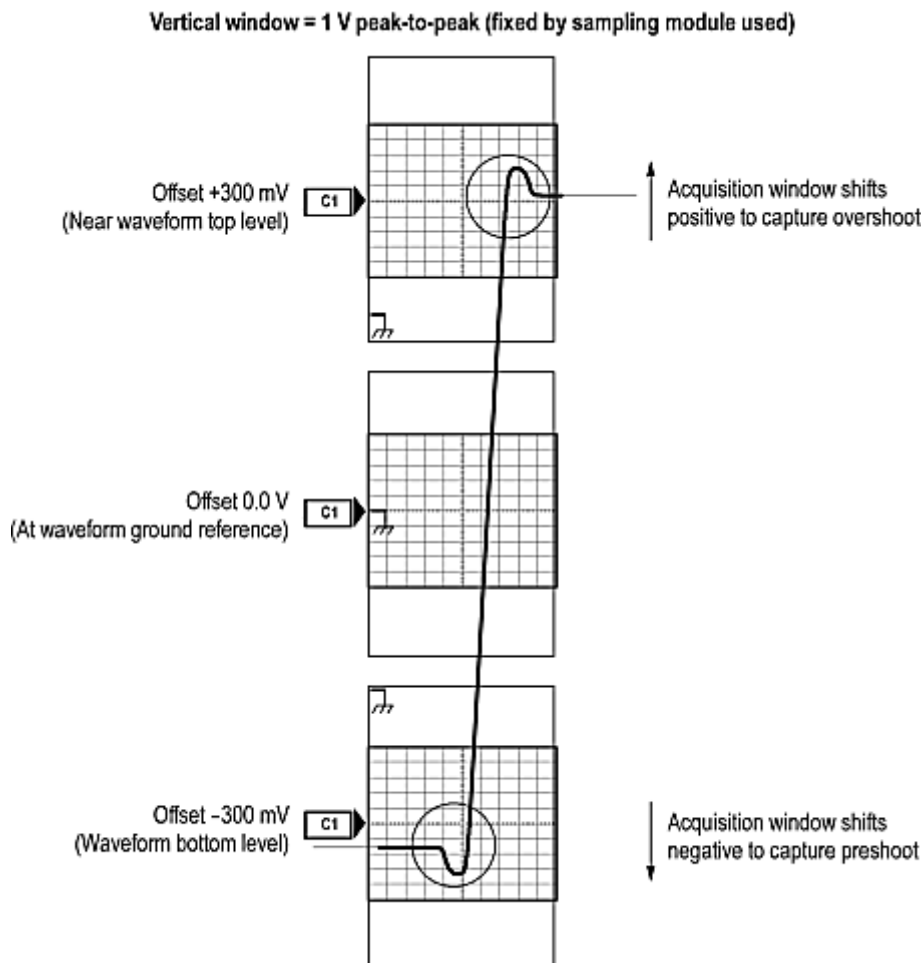 Vertical window = 1 V peak-to-peak (fixed by sampling module used)
Offset +300 mV
(Near waveform top level)
C1
Acquisition window shifts
positive to capture overshoot
Offset 0.0 V
(At waveform ground reference)
C1
Offset –300 mV
(Waveform bottom level)
C1
Acquisition window shifts
negative to capture preshoot